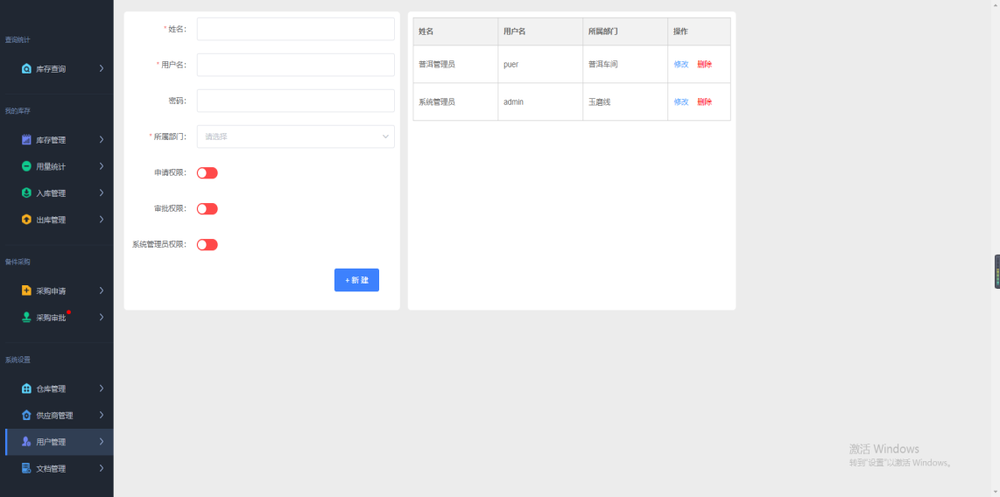 查询统计
库存查询
我的库存
库存管理
用量统计
入库管理
出库管理
备件采购
采购申请
采购审批
系统设置
仓库管理
供应商管理
用户管理
文档管理
* 姓名：
* 用户名：
密码：
* 所属部门： 请选择
申请权限：
审批权限：
系统管理员权限：
+ 新 建
姓名 用户名 所属部门 操作
普洱管理员 puer 普洱车间 修改 删除
系统管理员 admin 玉磨线 修改 删除
激活 Windows
转到"设置"以激活 Windows。